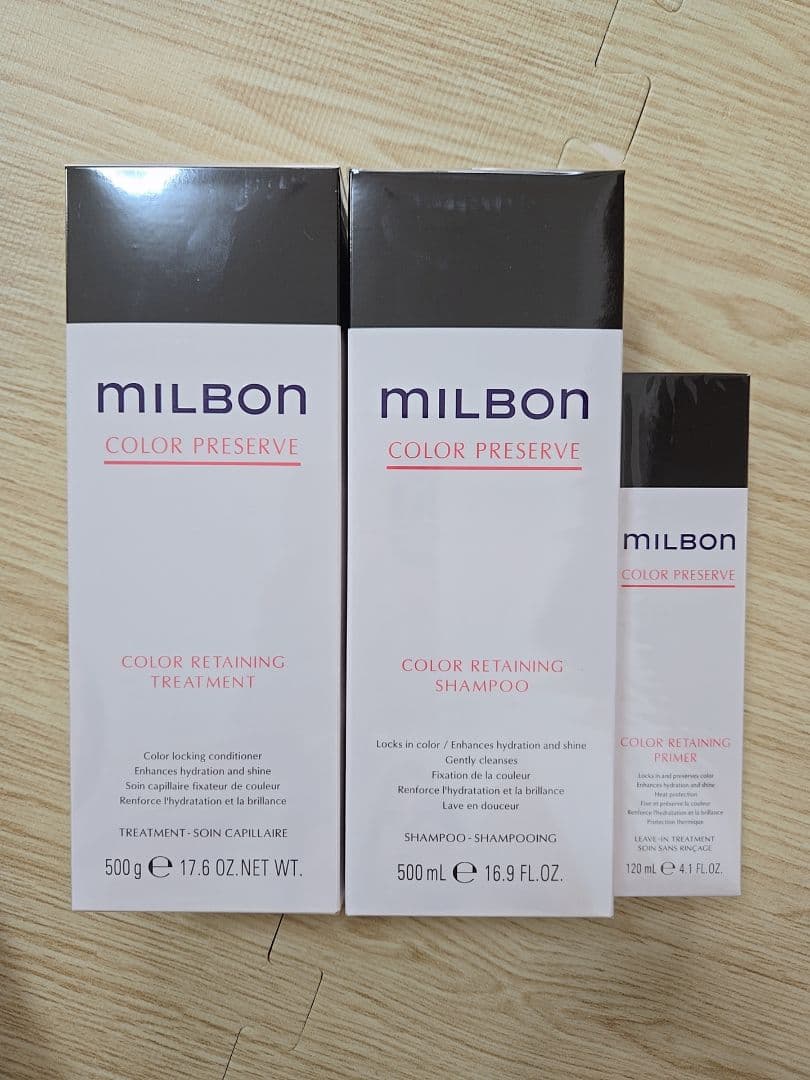 MILBON
COLOR PRESERVE
COLOR RETAINING
TREATMENT
Color locking conditioner
Enhances hydration and shine
Soin capillaire fixateur de couleur
Renforce l'hydratation et la brillance
TREATMENT - SOIN CAPILLAIRE
500 g ℮ 17.6 OZ. NET WT.
MILBON
COLOR PRESERVE
COLOR RETAINING
SHAMPOO
Locks in color / Enhances hydration and shine
Gently cleanses
Fixation de la couleur
Renforce l'hydratation et la brillance
Lave en douceur
SHAMPOO - SHAMPOOING
500 mL ℮ 16.9 FL.OZ.
MILBON
COLOR PRESERVE
COLOR RETAINING
PRIMER
Locks in and preserves color
Enhances hydration and shine
Heat protection
Fixe et préserve la couleur
Renforce l'hydratation et la brillance
Protection thermique
LEAVE-IN TREATMENT
SOIN SANS RINÇAGE
120 mL ℮ 4.1 FL.OZ.